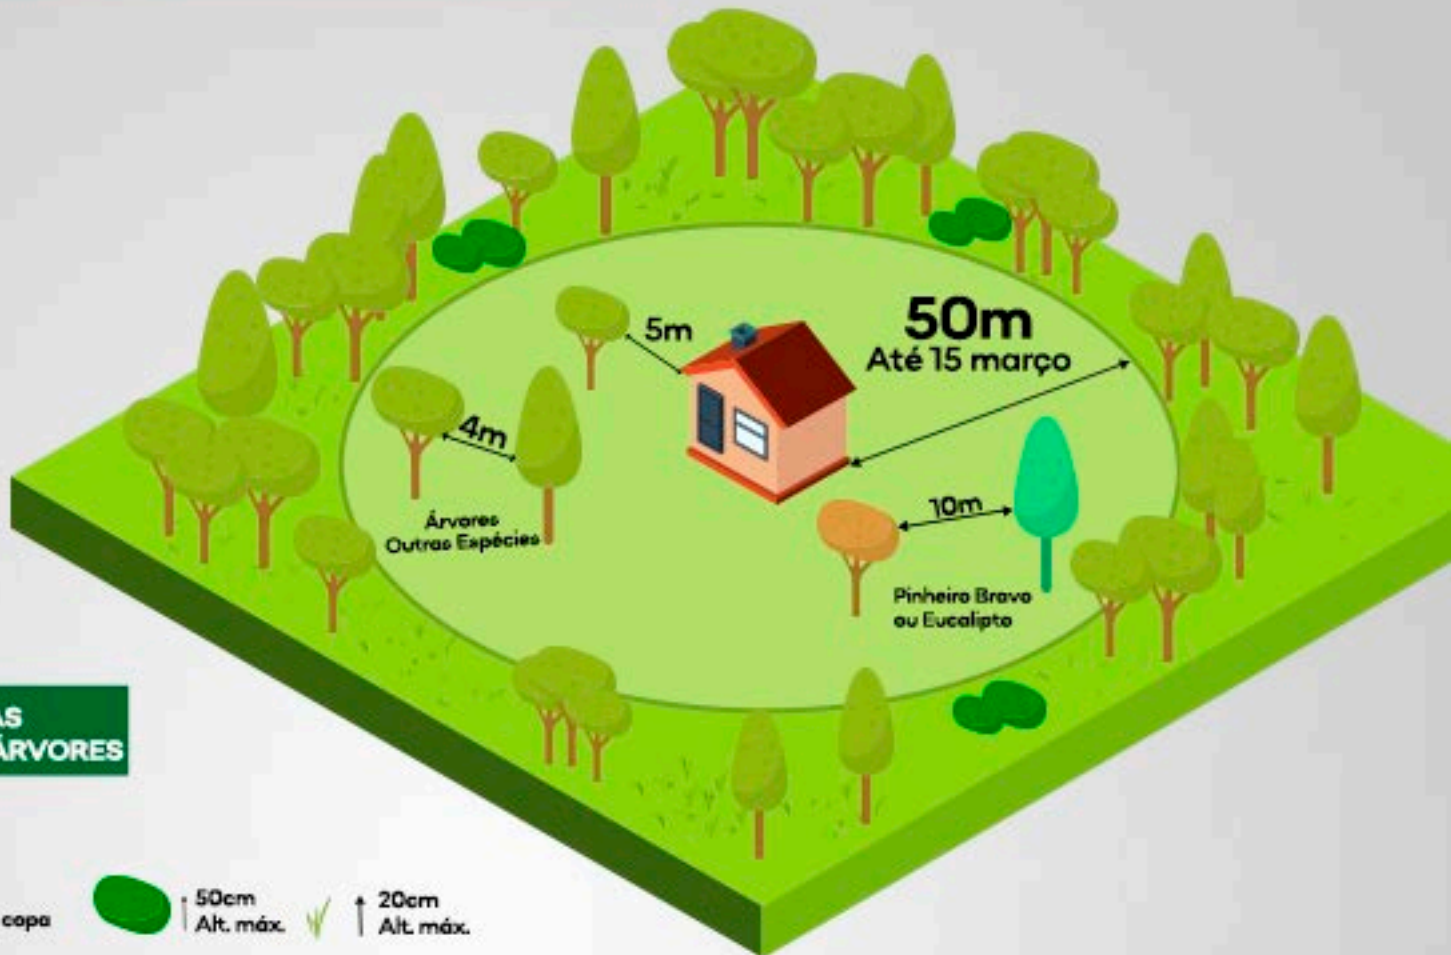 50m
Até 15 março
5m
4m
Árvores
Outras Espécies
10m
Pinheiro Bravo
ou Eucalipto
AS
ÁRVORES
copa
50cm
Alt. máx.
20cm
Alt. máx.